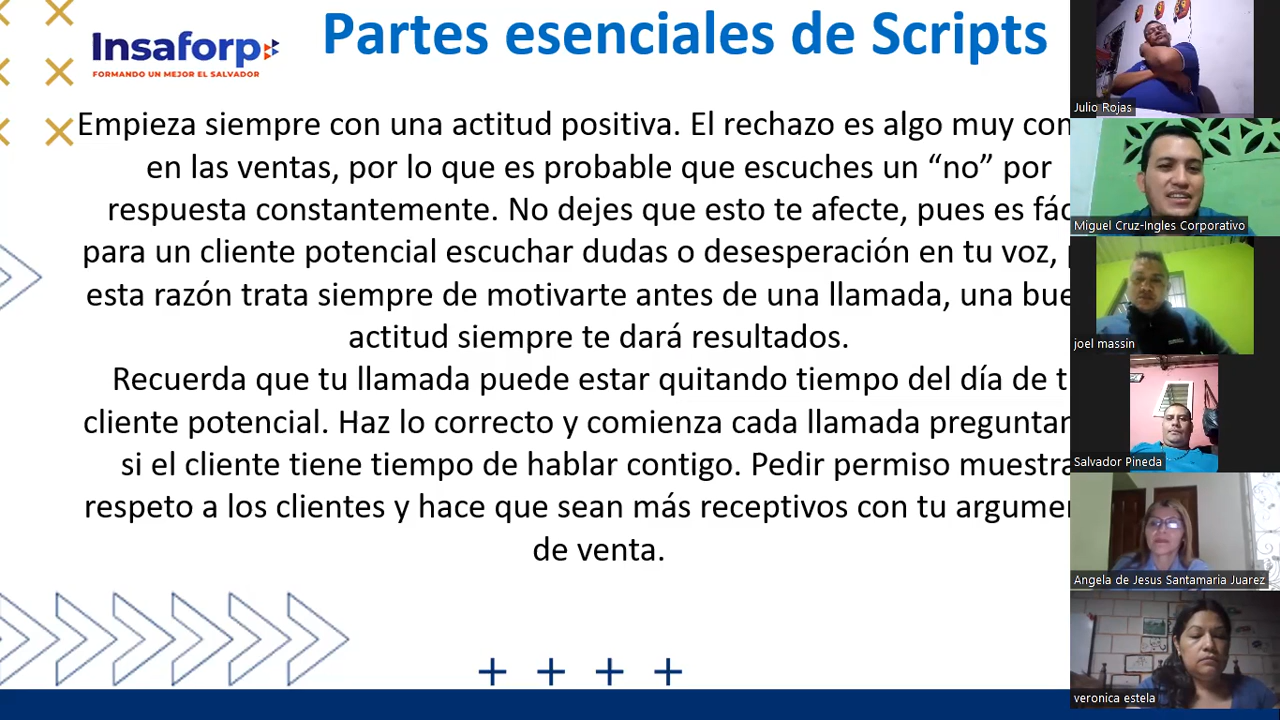 Partes esenciales de Scripts
Insaforp
FORMANDO UN MEJOR EL SALVADOR
Empieza siempre con una actitud positiva. El rechazo es algo muy
en las ventas, por lo que es probable que escuches un “no” por
respuesta constantemente. No dejes que esto te afecte, pues es
para un cliente potencial escuchar dudas o desesperación en tu voz,
esta razón trata siempre de motivarte antes de una llamada, una
actitud siempre te dará resultados.
Recuerda que tu llamada puede estar quitando tiempo del día de
cliente potencial. Haz lo correcto y comienza cada llamada
si el cliente tiene tiempo de hablar contigo. Pedir permiso muestra
respeto a los clientes y hace que sean más receptivos con tu
de venta.
Julio Rojas
Miguel Cruz-Ingles Corporativo
joel massin
Salvador Pineda
Angela de Jesus Santamaria Juarez
veronica estela